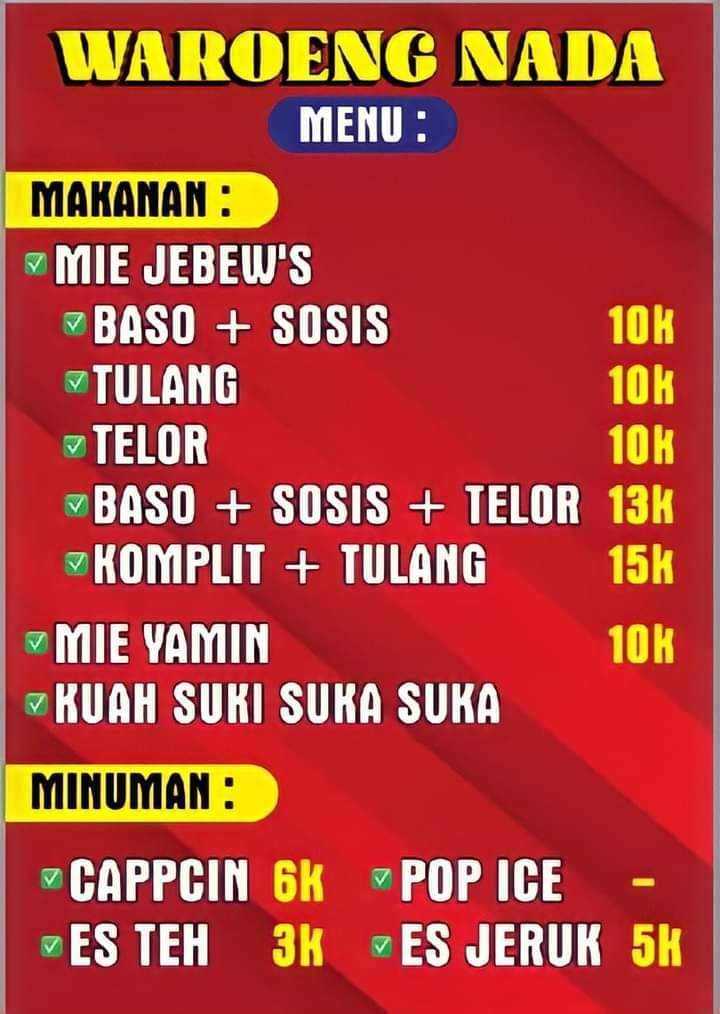 WAROENG NADA
MENU :
MAKANAN :
MIE JEBEW'S
BASO + SOSIS 10K
TULANG 10K
TELOR 10K
BASO + SOSIS + TELOR 13K
KOMPLIT + TULANG 15K
MIE YAMIN 10K
KUAH SUKI SUKA SUKA
MINUMAN :
CAPPCIN 6K POP ICE -
ES TEH 3K ES JERUK 5K